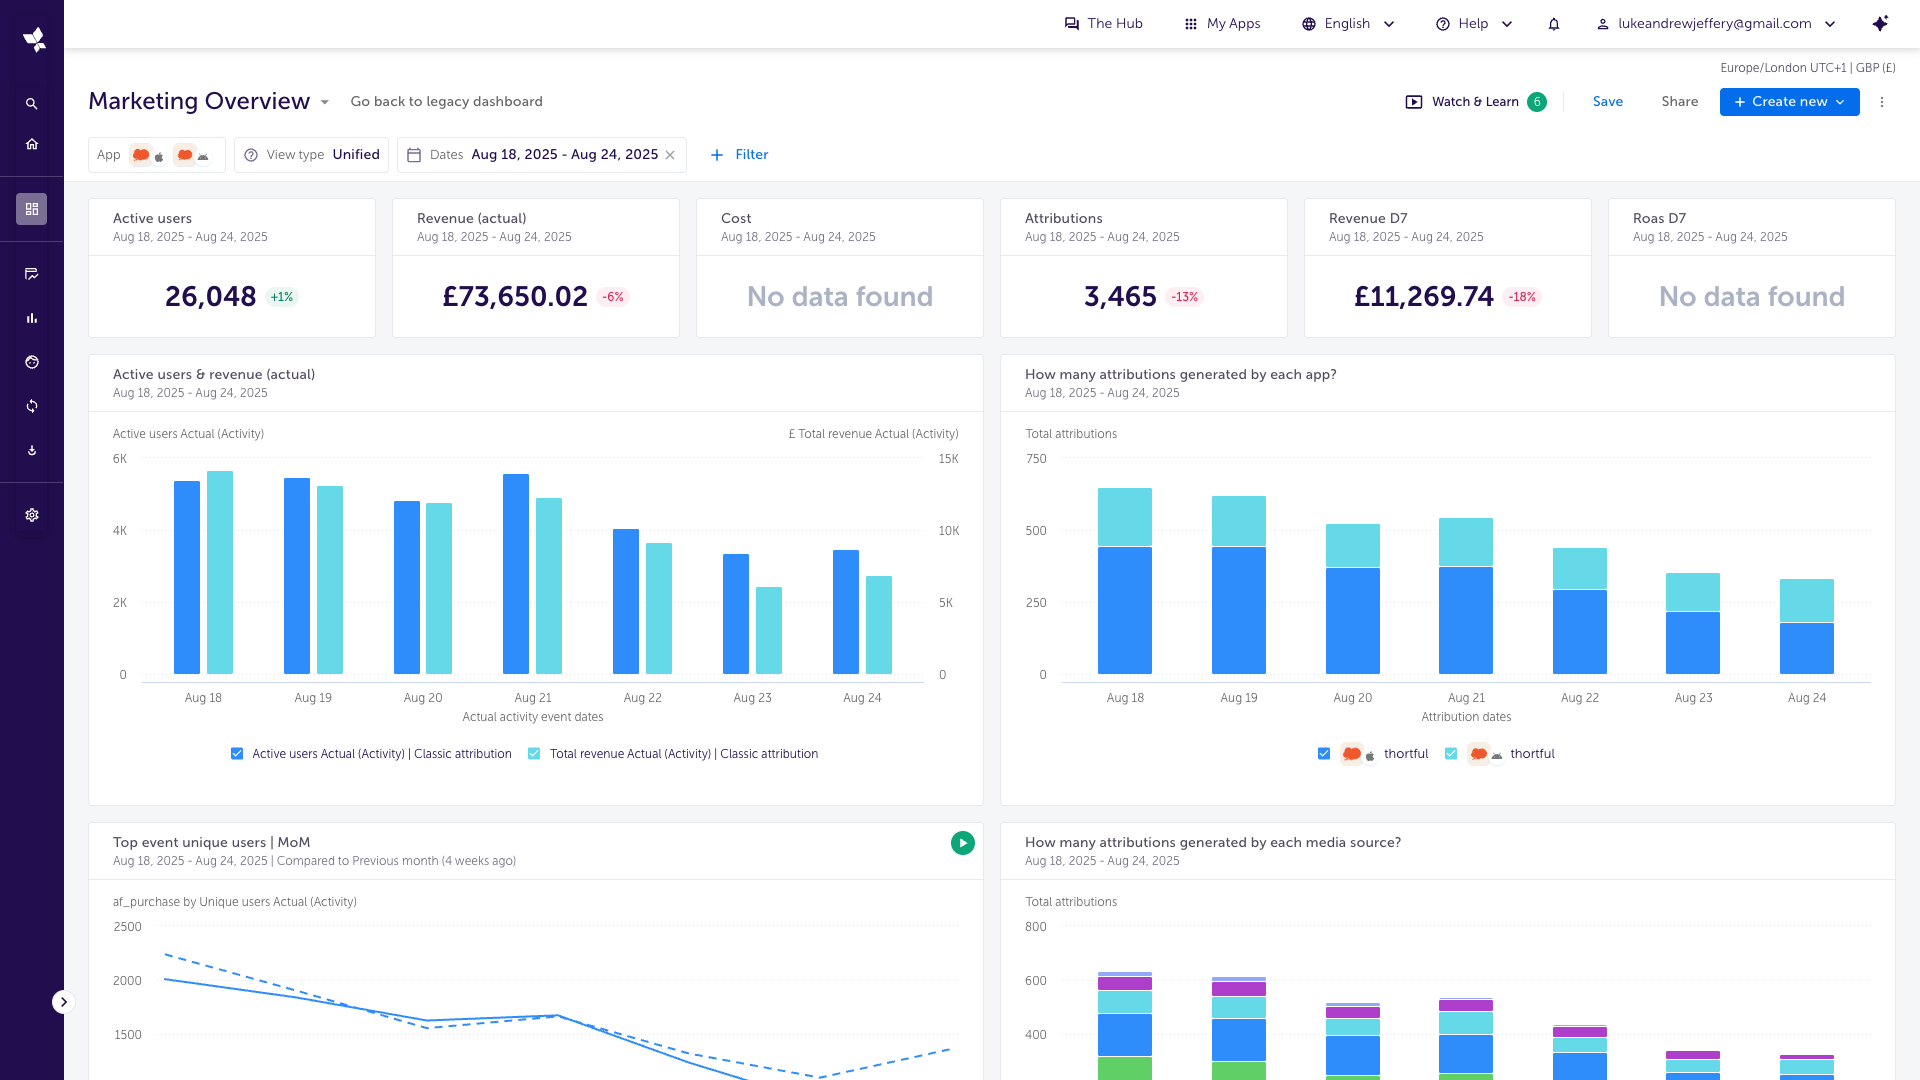 The Hub
My Apps
English
Help
lukeandrewjeffery@gmail.com
Europe/London UTC+1 | GBP (£)
Marketing Overview
Go back to legacy dashboard
Watch & Learn 6
Save
Share
+ Create new
App
View type Unified
Dates Aug 18, 2025 - Aug 24, 2025
+ Filter
Active users
Aug 18, 2025 - Aug 24, 2025
26,048 +1%
Revenue (actual)
Aug 18, 2025 - Aug 24, 2025
£73,650.02 -6%
Cost
Aug 18, 2025 - Aug 24, 2025
No data found
Attributions
Aug 18, 2025 - Aug 24, 2025
3,465 -13%
Revenue D7
Aug 18, 2025 - Aug 24, 2025
£11,269.74 -18%
Roas D7
Aug 18, 2025 - Aug 24, 2025
No data found
Active users & revenue (actual)
Aug 18, 2025 - Aug 24, 2025
Active users Actual (Activity)
£ Total revenue Actual (Activity)
6K
15K
4K
10K
2K
5K
0
0
Aug 18
Aug 19
Aug 20
Aug 21
Aug 22
Aug 23
Aug 24
Actual activity event dates
Active users Actual (Activity) | Classic attribution
Total revenue Actual (Activity) | Classic attribution
How many attributions generated by each app?
Aug 18, 2025 - Aug 24, 2025
Total attributions
750
500
250
0
Aug 18
Aug 19
Aug 20
Aug 21
Aug 22
Aug 23
Aug 24
Attribution dates
thortful
thortful
Top event unique users | MoM
Aug 18, 2025 - Aug 24, 2025 | Compared to Previous month (4 weeks ago)
af_purchase by Unique users Actual (Activity)
2500
2000
1500
How many attributions generated by each media source?
Aug 18, 2025 - Aug 24, 2025
Total attributions
800
600
400